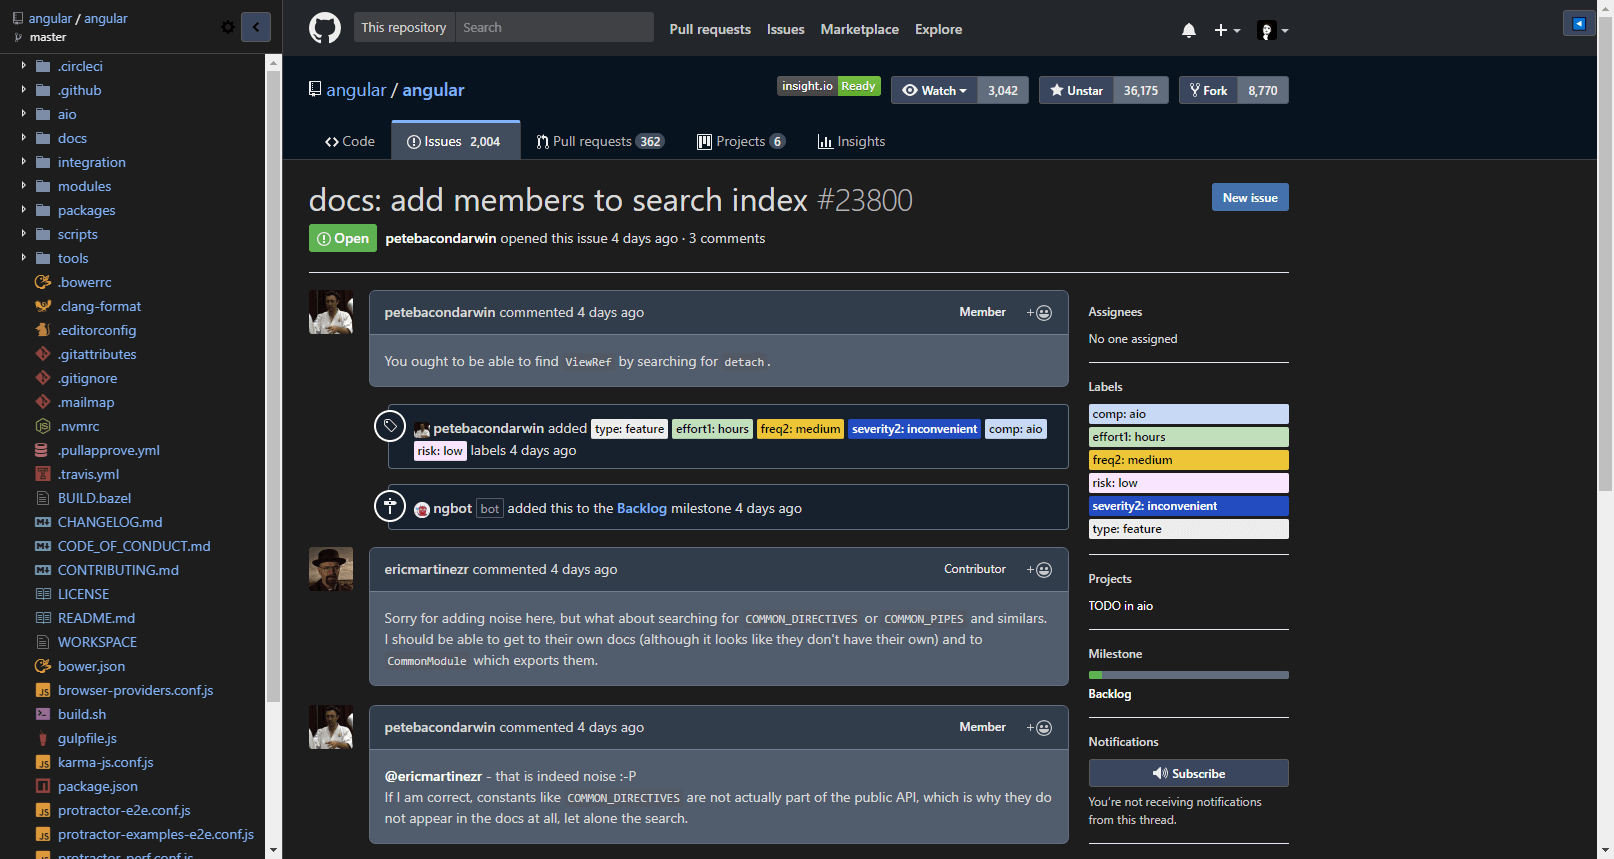 angular / angular
master
.circleci
.github
aio
docs
integration
modules
packages
scripts
tools
.bowerrc
.clang-format
.editorconfig
.gitattributes
.gitignore
.mailmap
.nvmrc
.pullapprove.yml
.travis.yml
BUILD.bazel
CHANGELOG.md
CODE_OF_CONDUCT.md
CONTRIBUTING.md
LICENSE
README.md
WORKSPACE
bower.json
browser-providers.conf.js
build.sh
gulpfile.js
karma-js.conf.js
package.json
protractor-e2e.conf.js
protractor-examples-e2e.conf.js
protractor-perf.conf.js
This repository Search Pull requests Issues Marketplace Explore
angular / angular
insight.io Ready Watch 3,042 Unstar 36,175 Fork 8,770
Code Issues 2,004 Pull requests 362 Projects 6 Insights
docs: add members to search index #23800
New issue
Open petebacondarwin opened this issue 4 days ago · 3 comments
petebacondarwin commented 4 days ago Member
You ought to be able to find ViewRef by searching for detach.
petebacondarwin added type: feature effort1: hours freq2: medium severity2: inconvenient comp: aio
risk: low labels 4 days ago
ngbot bot added this to the Backlog milestone 4 days ago
ericmartinezr commented 4 days ago Contributor
Sorry for adding noise here, but what about searching for COMMON_DIRECTIVES or COMMON_PIPES and similars.
I should be able to get to their own docs (although it looks like they don't have their own) and to
CommonModule which exports them.
petebacondarwin commented 4 days ago Member
@ericmartinezr - that is indeed noise :-P
If I am correct, constants like COMMON_DIRECTIVES are not actually part of the public API, which is why they do
not appear in the docs at all, let alone the search.
Assignees
No one assigned
Labels
comp: aio
effort1: hours
freq2: medium
risk: low
severity2: inconvenient
type: feature
Projects
TODO in aio
Milestone
Backlog
Notifications
Subscribe
You're not receiving notifications
from this thread.